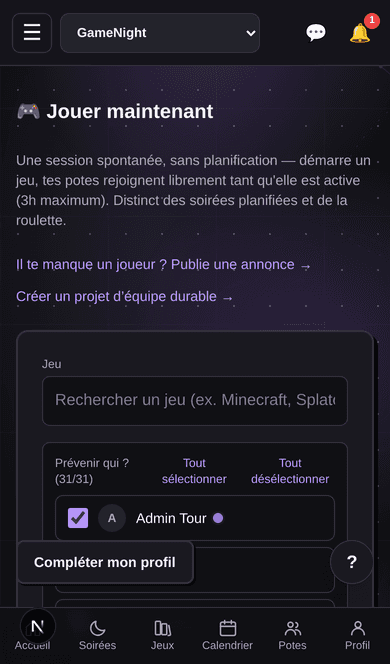 GameNight
1
🎮 Jouer maintenant
Une session spontanée, sans planification — démarre un
jeu, tes potes rejoignent librement tant qu'elle est active
(3h maximum). Distinct des soirées planifiées et de la
roulette.
Il te manque un joueur ? Publie une annonce →
Créer un projet d'équipe durable →
Jeu
Rechercher un jeu (ex. Minecraft, Splato
Prévenir qui ?
(31/31)
Tout
sélectionner
Tout
désélectionner
A
Admin Tour
Compléter mon profil
?
N
Accueil
Soirées
Jeux
Calendrier
Potes
Profil